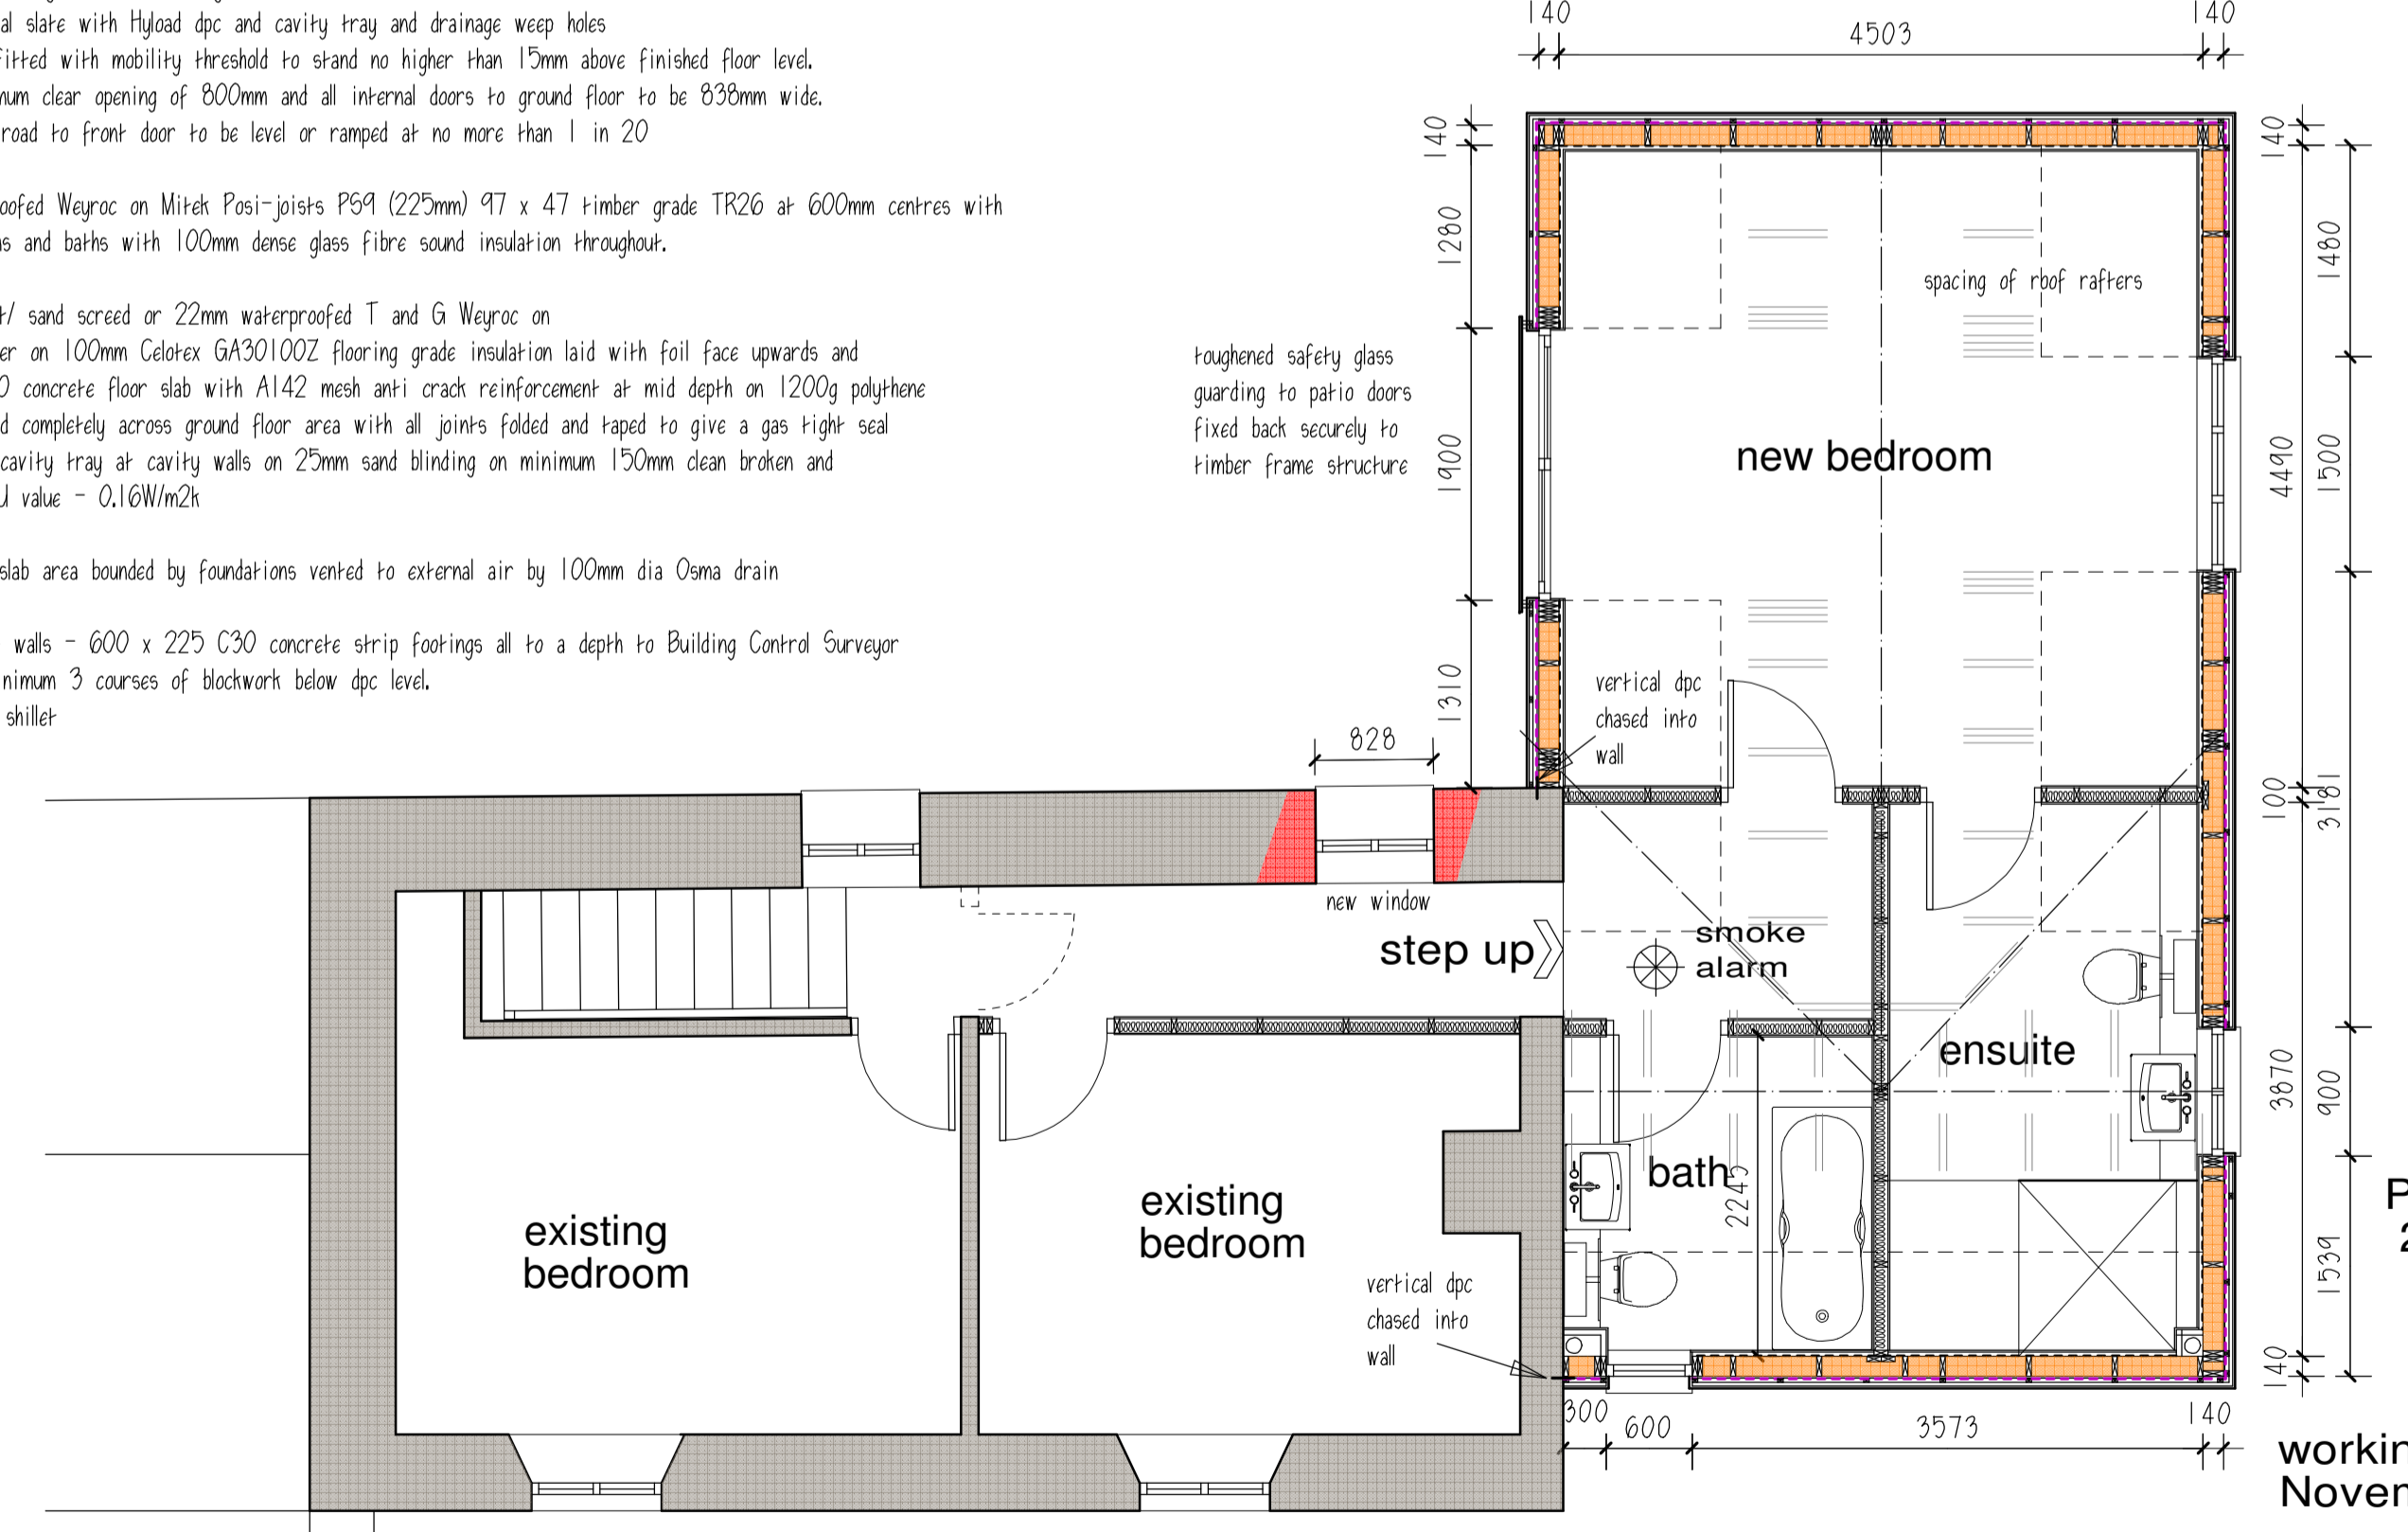 al slate with Hyload dpc and cavity tray and drainage weep holes
fitted with mobility threshold to stand no higher than 15mm above finished floor level.
num clear opening of 800mm and all internal doors to ground floor to be 838mm wide.
road to front door to be level or ramped at no more than 1 in 20
oofed Weyroc on Mitek Posi-joists PS9 (225mm) 97 x 47 timber grade TR26 at 600mm centres with
s and baths with 100mm dense glass fibre sound insulation throughout.
t/ sand screed or 22mm waterproofed T and G Weyroc on
er on 100mm Celotex GA30100Z flooring grade insulation laid with foil face upwards and
0 concrete floor slab with A142 mesh anti crack reinforcement at mid depth on 1200g polythene
d completely across ground floor area with all joints folded and taped to give a gas tight seal
cavity tray at cavity walls on 25mm sand blinding on minimum 150mm clean broken and
U value - 0.16W/m2k
slab area bounded by foundations vented to external air by 100mm dia Osma drain
walls - 600 x 225 C30 concrete strip footings all to a depth to Building Control Surveyor
nimum 3 courses of blockwork below dpc level.
shillet
140
4503
140
140
1280
1900
1310
toughened safety glass
guarding to patio doors
fixed back securely to
timber frame structure
spacing of roof rafters
new bedroom
vertical dpc
chased into
wall
828
new window
step up
smoke
alarm
ensuite
bath
2245
existing
bedroom
existing
bedroom
vertical dpc
chased into
wall
140
4490
100
3870
140
1480
1500
3181
900
1539
300
600
3573
140
P
2
workin
Noven